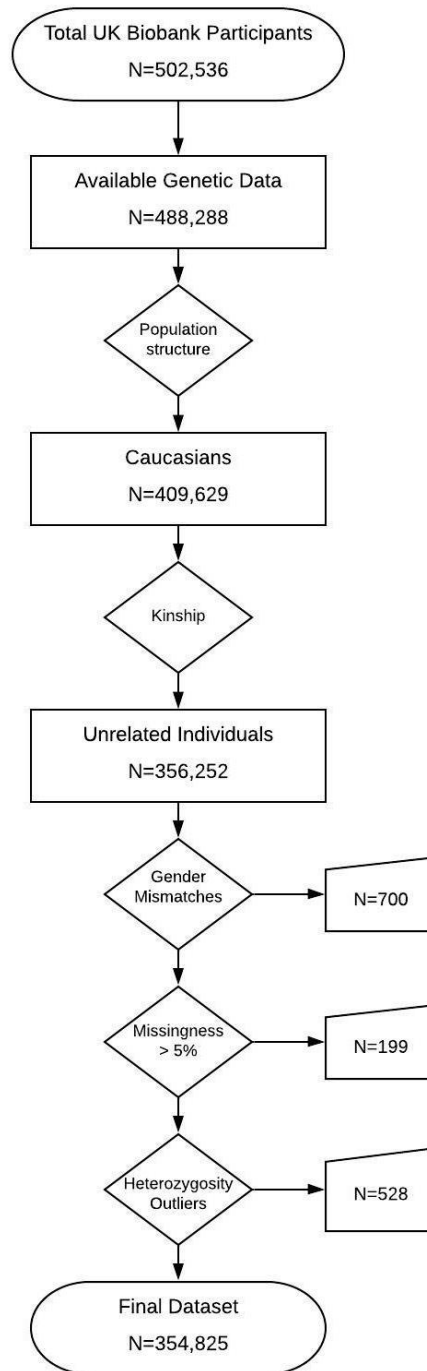 Total UK Biobank Participants
N=502,536
Available Genetic Data
N=488,288
Population
structure
Caucasians
N=409,629
Kinship
Unrelated Individuals
N=356,252
Gender
Mismatches
N=700
Missingness
> 5%
N=199
Heterozygosity
Outliers
N=528
Final Dataset
N=354,825